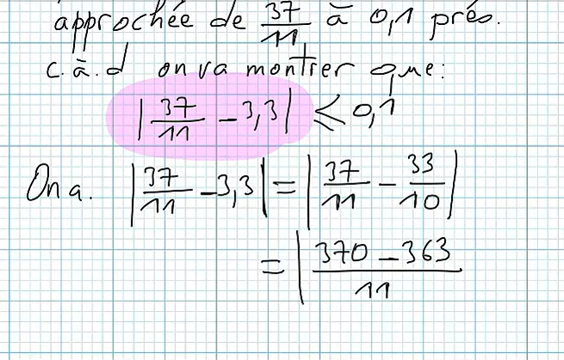 approchée de 37/11 à 0,1 prés.
c.à.d on va montrer que:
|37/11 - 3,3| ⩽ 0,1
On a. |37/11 - 3,3| = |37/11 - 33/10|
= |370 - 363/11